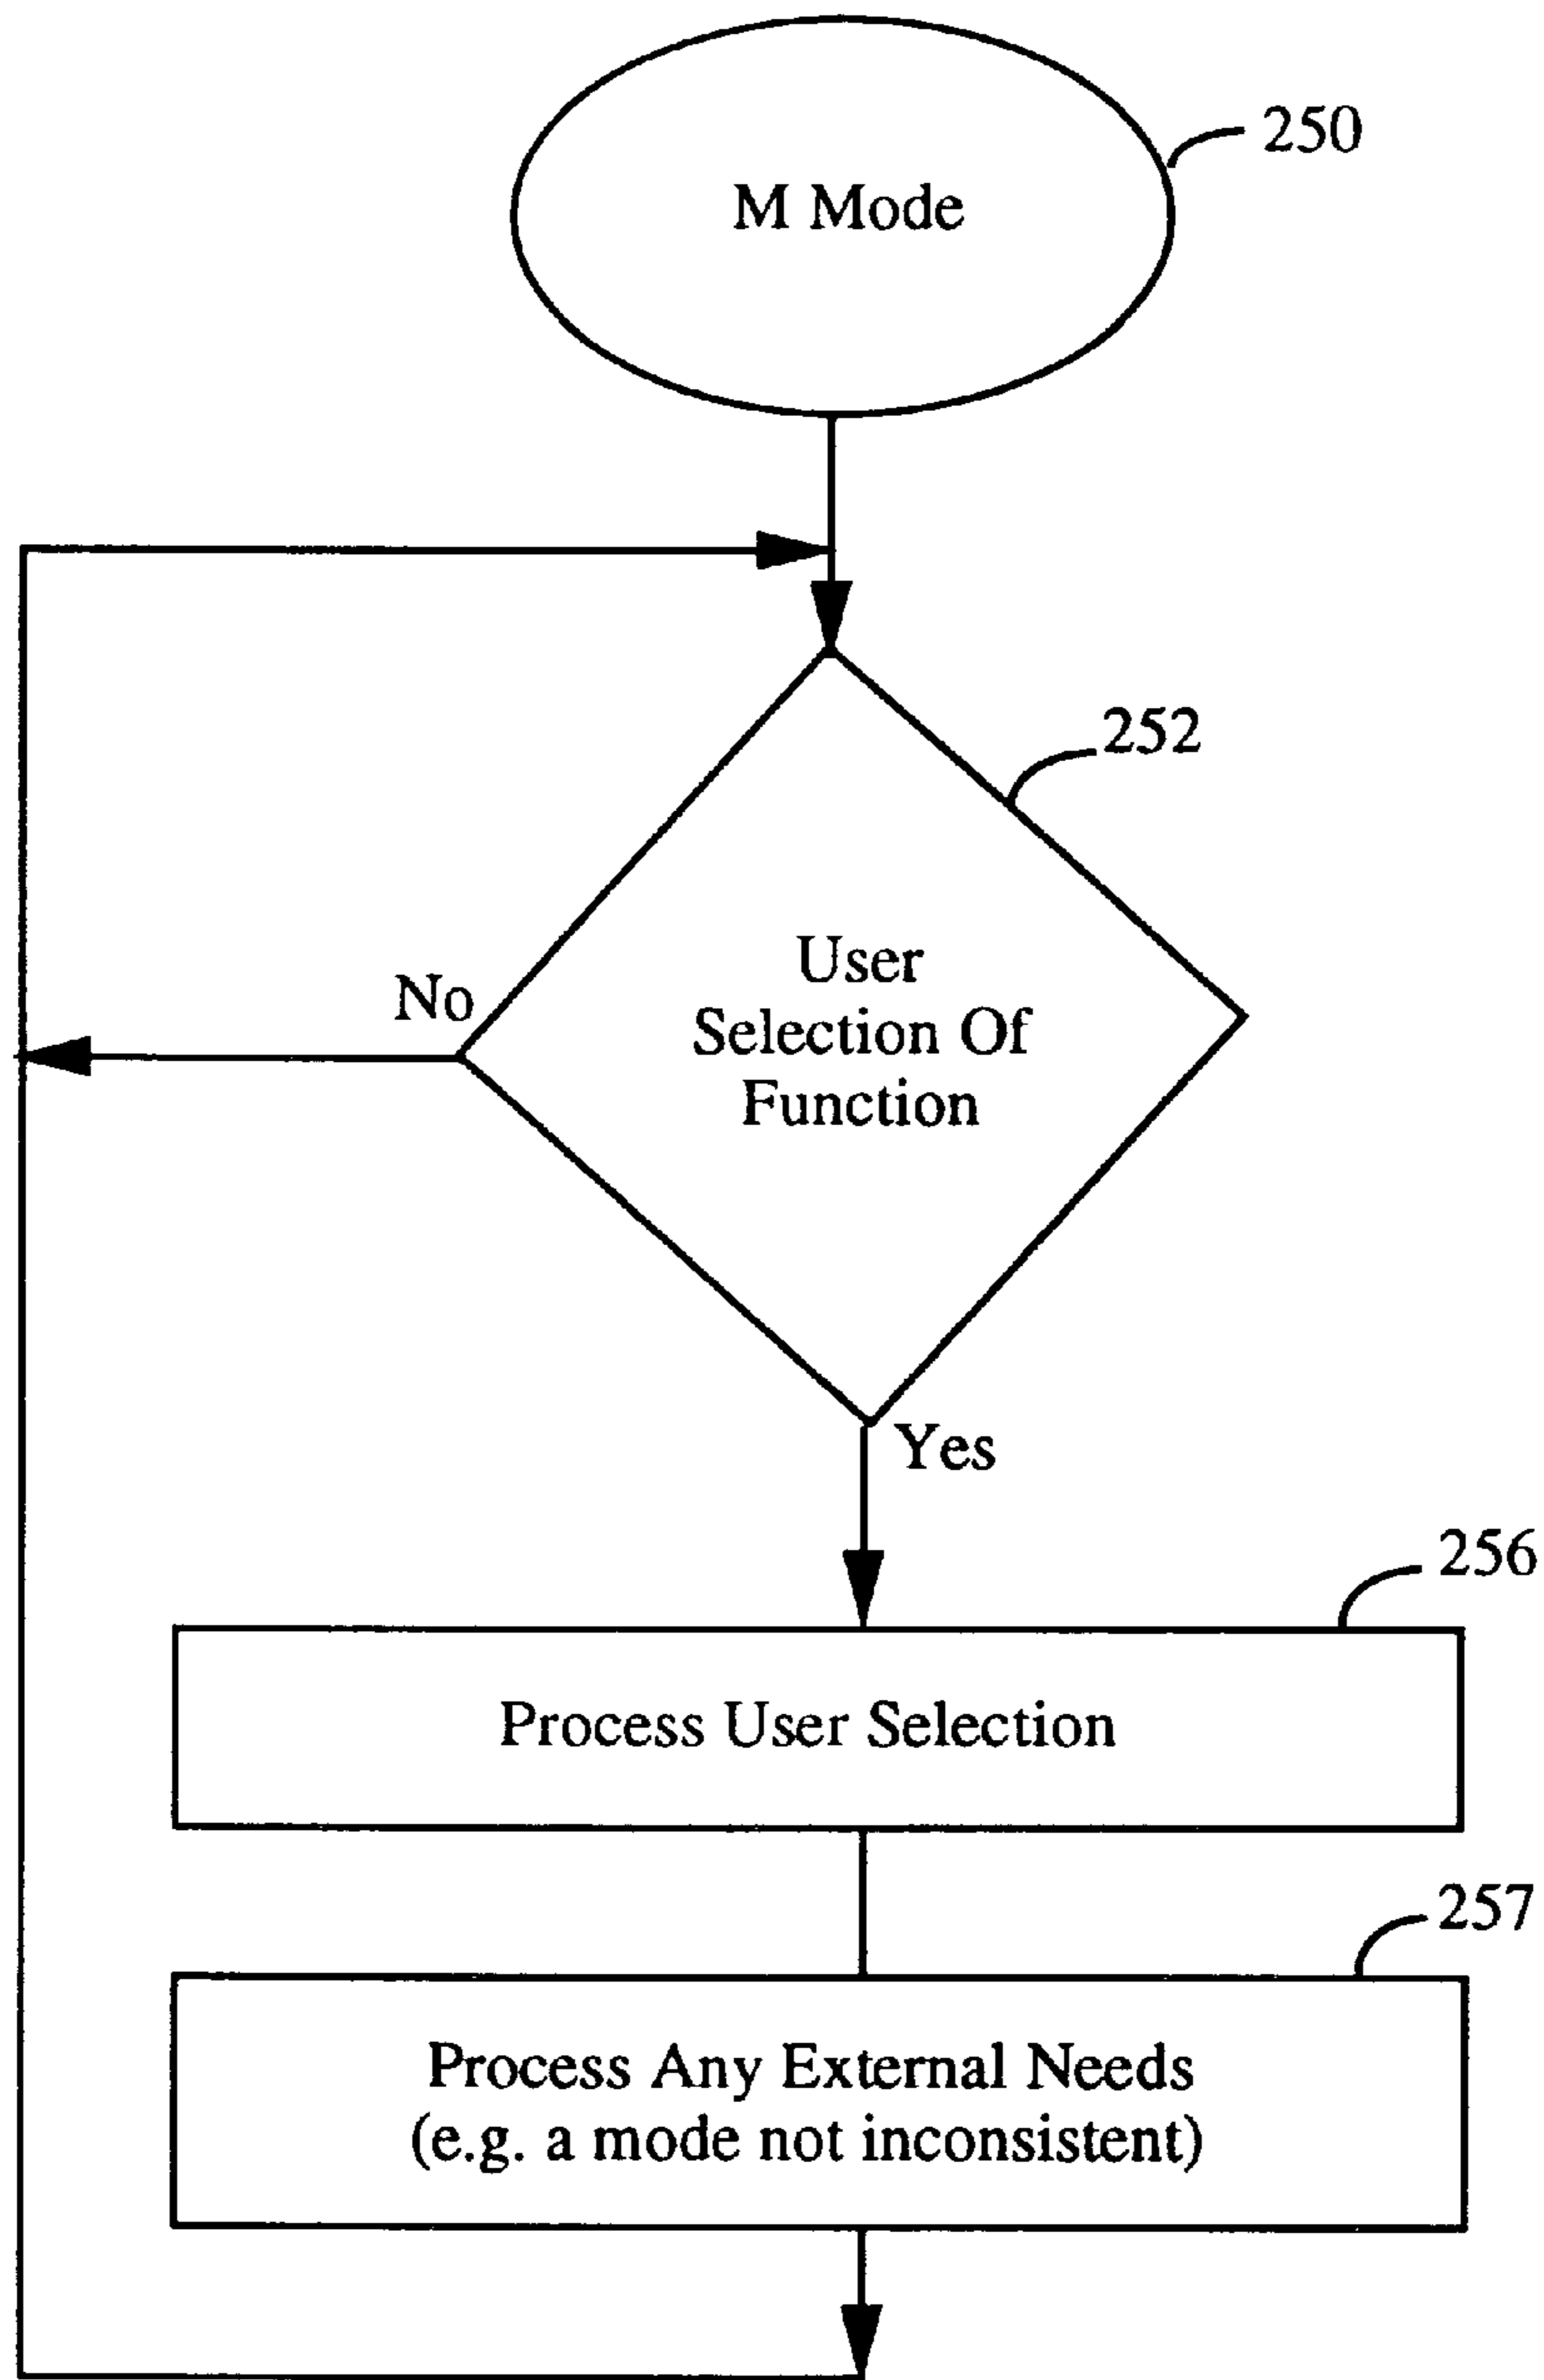 250
M Mode
252
User
Selection Of
Function
No
Yes
256
Process User Selection
257
Process Any External Needs
(e.g. a mode not inconsistent)